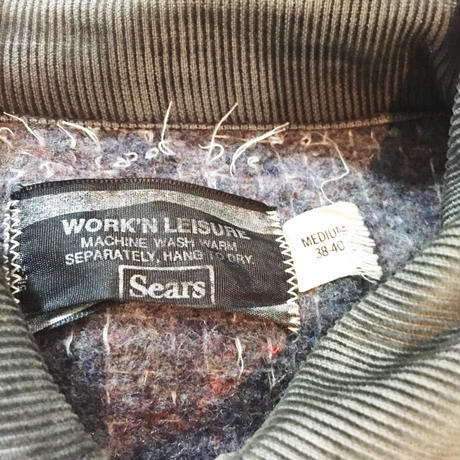 WORK'N LEISURE
MACHINE WASH WARM
SEPARATELY, HANG TO DRY.
Sears
MEDIUM
38-40